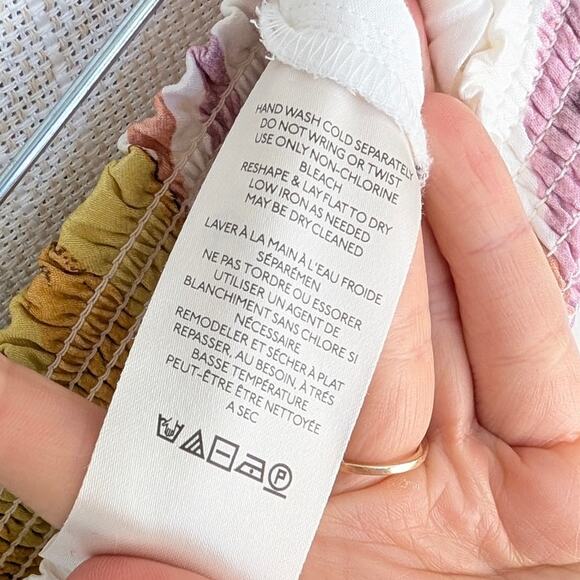 HAND WASH COLD SEPARATELY
DO NOT WRING OR TWIST
USE ONLY NON-CHLORINE
BLEACH
RESHAPE & LAY FLAT TO DRY
LOW IRON AS NEEDED
MAY BE DRY CLEANED
LAVER À LA MAIN À L'EAU FROIDE
SÉPARÉMEN
NE PAS TORDRE OU ESSORER
UTILISER UN AGENT DE
BLANCHIMENT SANS CHLORE SI
NÉCESSAIRE
REMODELER ET SÉCHER À PLAT
REPASSER, AU BESOIN, À TRÉS
BASSE TEMPÉRATURE
PEUT-ÊTRE ÊTRE NETTOYÉE
A SEC
P